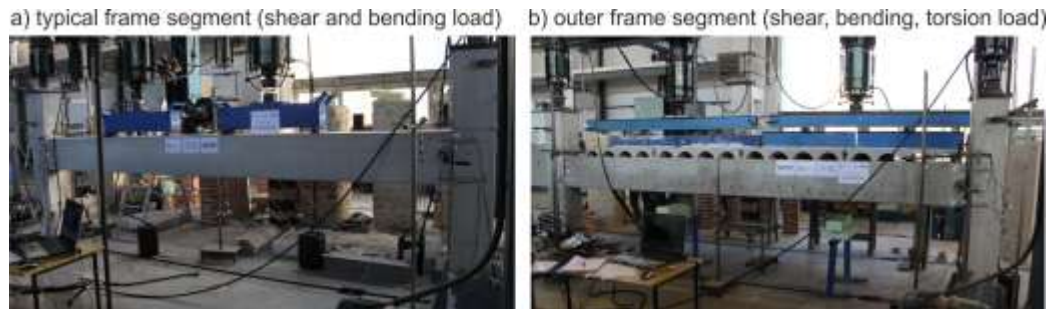 a) typical frame segment (shear and bending load)
b) outer frame segment (shear, bending, torsion load)